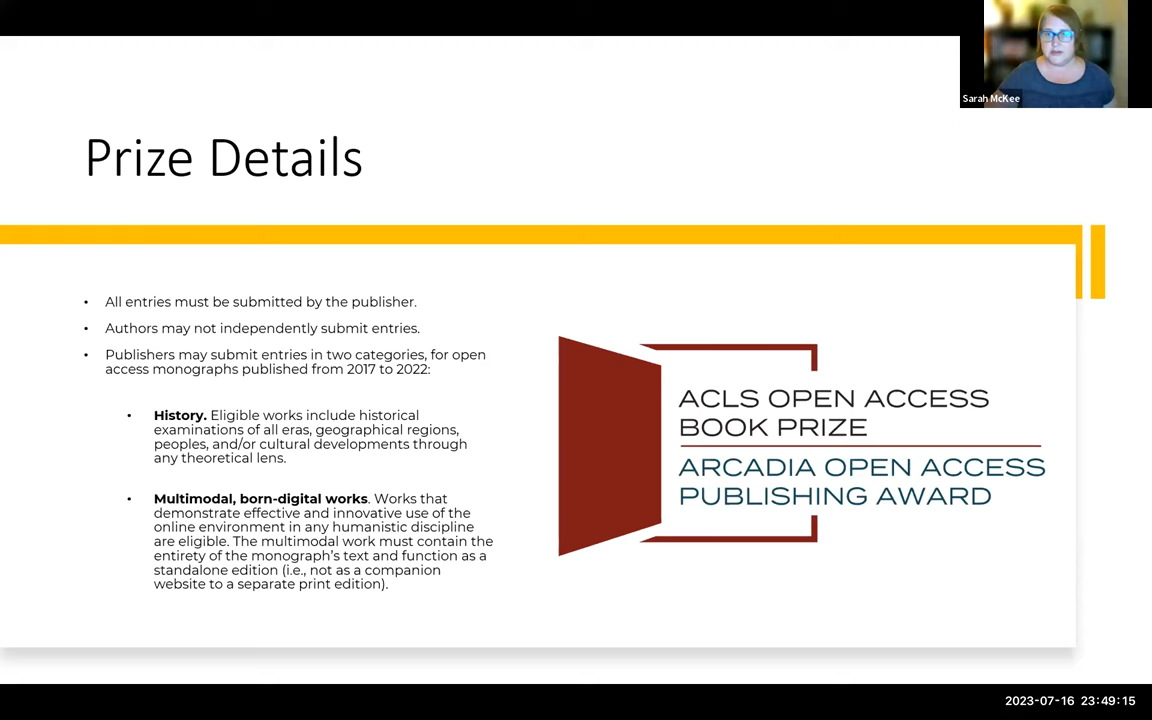 Sarah McKee
Prize Details
• All entries must be submitted by the publisher.
• Authors may not independently submit entries.
• Publishers may submit entries in two categories, for open
access monographs published from 2017 to 2022:
• History. Eligible works include historical
examinations of all eras, geographical regions,
peoples, and/or cultural developments through
any theoretical lens.
• Multimodal, born-digital works. Works that
demonstrate effective and innovative use of the
online environment in any humanistic discipline
are eligible. The multimodal work must contain the
entirety of the monograph's text and function as a
standalone edition (i.e., not as a companion
website to a separate print edition).
ACLS OPEN ACCESS
BOOK PRIZE
ARCADIA OPEN ACCESS
PUBLISHING AWARD
2023-07-16 23:49:15